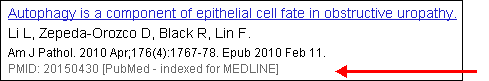 Autophagy is a component of epithelial cell fate in obstructive uropathy.
Li L, Zepeda-Orozco D, Black R, Lin F.
Am J Pathol. 2010 Apr;176(4):1767-78. Epub 2010 Feb 11.
PMID: 20150430 [PubMed - indexed for MEDLINE]